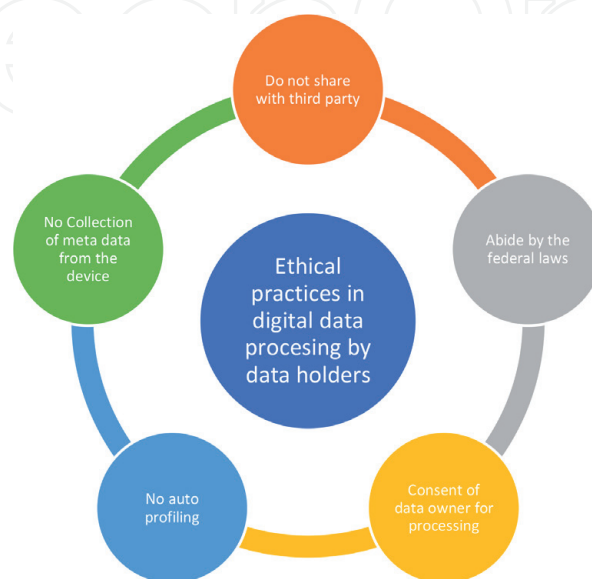 Do not share
with third party
Abide by the
federal laws
Consent of
data owner for
processing
No auto
profiling
No Collection
of meta data
from the
device
Ethical
practices in
digital data
procesing by
data holders